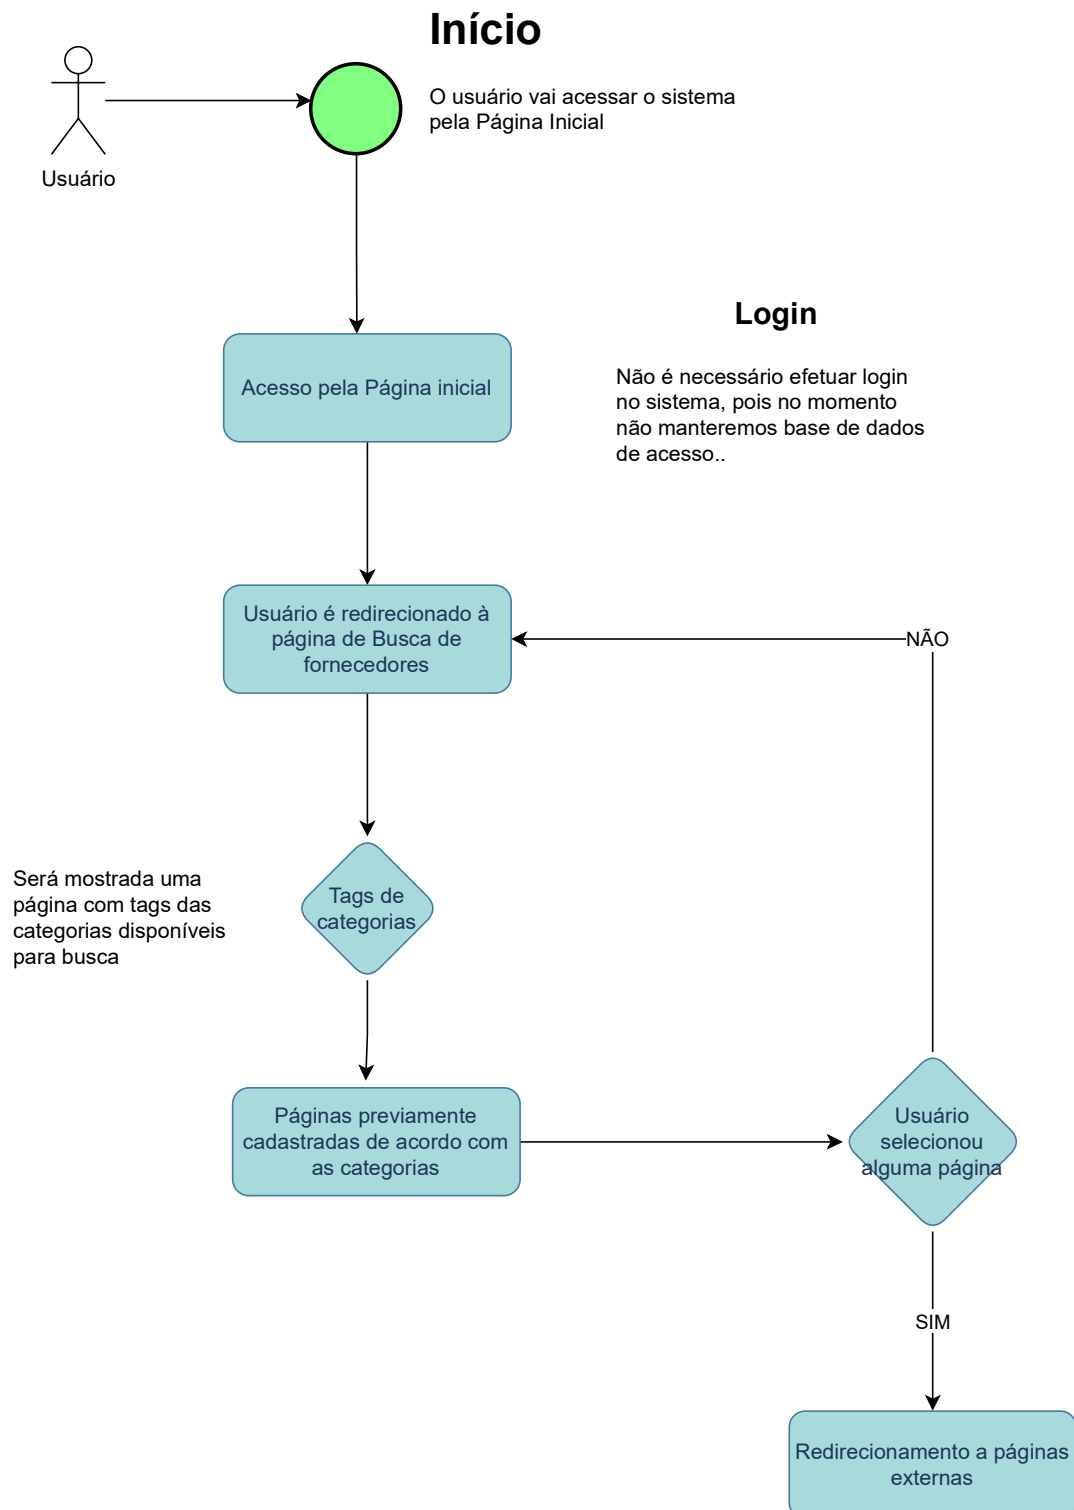 Início
O usuário vai acessar o sistema
pela Página Inicial
Usuário
Login
Acesso pela Página inicial
Não é necessário efetuar login
no sistema, pois no momento
não manteremos base de dados
de acesso..
Usuário é redirecionado à
página de Busca de
fornecedores
NÃO
Será mostrada uma
página com tags das
categorias disponíveis
para busca
Tags de
categorias
Páginas previamente
cadastradas de acordo com
as categorias
Usuário
selecionou
alguma página
SIM
Redirecionamento a páginas
externas